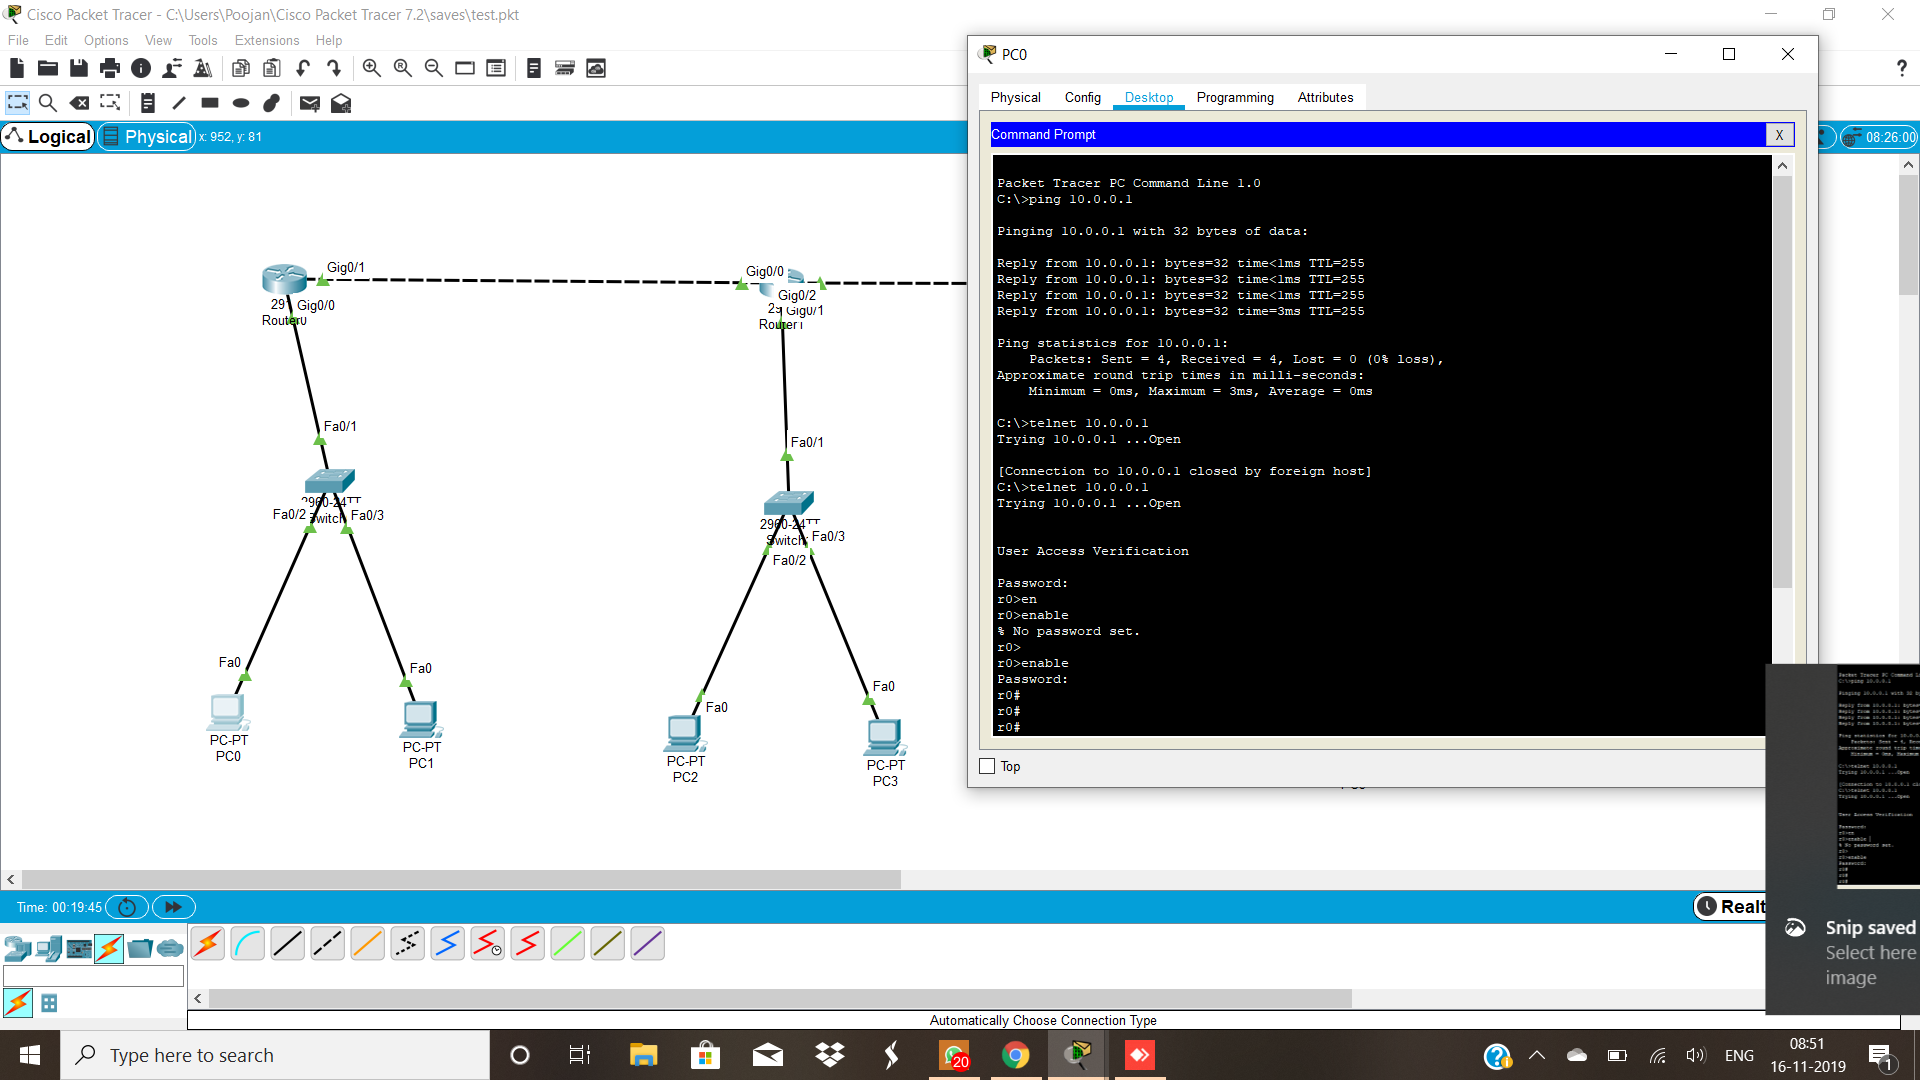 Cisco Packet Tracer - C:\Users\Poojan\Cisco Packet Tracer 7.2\saves\test.pkt
File Edit Options View Tools Extensions Help
Logical Physical x: 952, y: 81
08:26:00
Gig0/1
Gig0/0
Router0
Gig0/0
Gig0/2
Gig0/1
Router1
Fa0/1
Fa0/1
2960-24TT
Fa0/2 Switch Fa0/3
2960-24TT
Switch
Fa0/3
Fa0/2
Fa0
Fa0
Fa0
Fa0
PC-PT
PC0
PC-PT
PC1
PC-PT
PC2
PC-PT
PC3
PC0
Physical Config Desktop Programming Attributes
Command Prompt
X
Packet Tracer PC Command Line 1.0
C:\>ping 10.0.0.1
Pinging 10.0.0.1 with 32 bytes of data:
Reply from 10.0.0.1: bytes=32 time<1ms TTL=255
Reply from 10.0.0.1: bytes=32 time<1ms TTL=255
Reply from 10.0.0.1: bytes=32 time<1ms TTL=255
Reply from 10.0.0.1: bytes=32 time=3ms TTL=255
Ping statistics for 10.0.0.1:
Packets: Sent = 4, Received = 4, Lost = 0 (0% loss),
Approximate round trip times in milli-seconds:
Minimum = 0ms, Maximum = 3ms, Average = 0ms
C:\>telnet 10.0.0.1
Trying 10.0.0.1 ...Open
[Connection to 10.0.0.1 closed by foreign host]
C:\>telnet 10.0.0.1
Trying 10.0.0.1 ...Open
User Access Verification
Password:
r0>en
r0>enable
% No password set.
r0>
r0>enable
Password:
r0#
r0#
r0#
Top
Snip saved
Select here
image
Time: 00:19:45
Realt
Automatically Choose Connection Type
Type here to search
20
ENG
08:51
16-11-2019
1